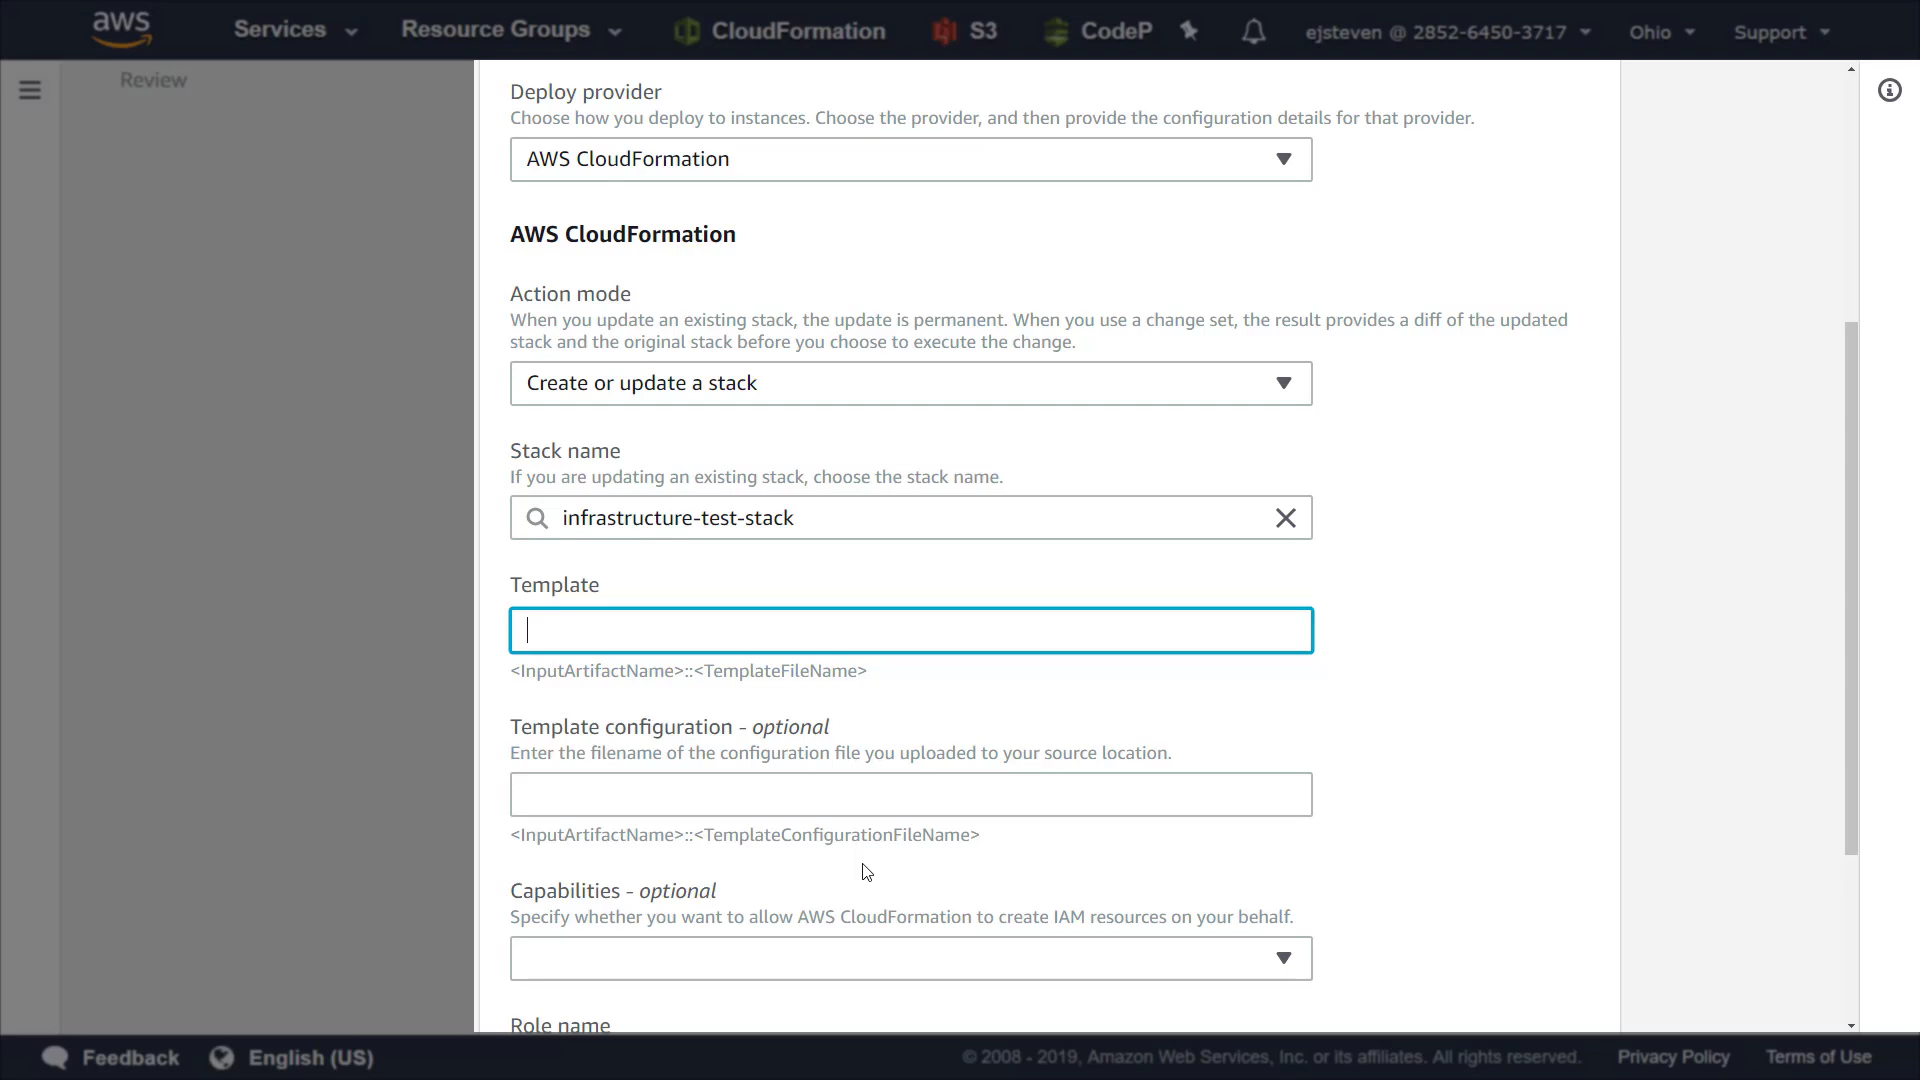 aws
Services
Resource Groups
CloudFormation
S3
CodeP
ejsteven @ 2852-6450-3717
Ohio
Support
Review
Deploy provider
Choose how you deploy to instances. Choose the provider, and then provide the configuration details for that provider.
AWS CloudFormation
AWS CloudFormation
Action mode
When you update an existing stack, the update is permanent. When you use a change set, the result provides a diff of the updated
stack and the original stack before you choose to execute the change.
Create or update a stack
Stack name
If you are updating an existing stack, choose the stack name.
infrastructure-test-stack
Template
<InputArtifactName>::<TemplateFileName>
Template configuration - optional
Enter the filename of the configuration file you uploaded to your source location.
<InputArtifactName>::<TemplateConfigurationFileName>
Capabilities - optional
Specify whether you want to allow AWS CloudFormation to create IAM resources on your behalf.
Role name
Feedback
English (US)
© 2008 - 2019, Amazon Web Services, Inc. or its affiliates. All rights reserved.
Privacy Policy
Terms of Use